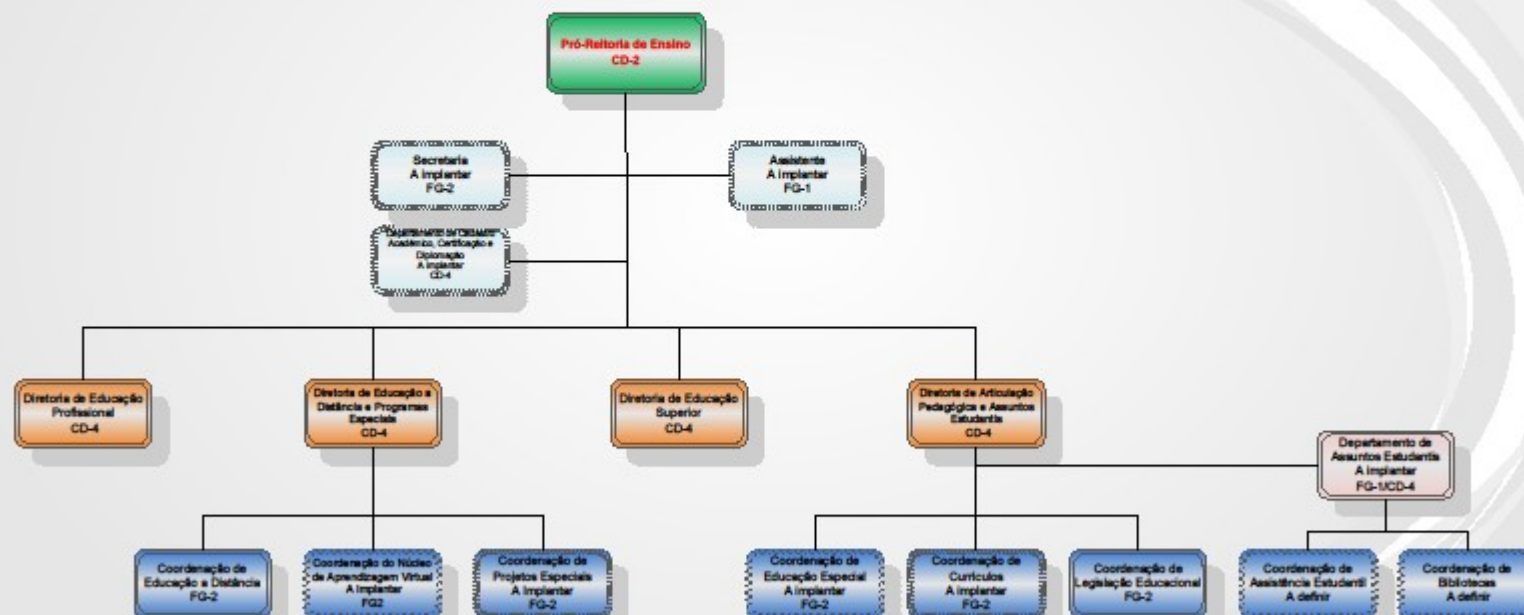 Pró-Reitoria de Ensino
CD-2
Secretaria
A implantar
FG-2
Assistente
A implantar
FG-1
Departamento de Cadastro
Acadêmico, Certificação e
Diplomação
A implantar
CD-4
Diretoria de Educação
Profissional
CD-4
Diretoria de Educação a
Distância e Programas
Especiais
CD-4
Diretoria de Educação
Superior
CD-4
Diretoria de Articulação
Pedagógica e Assuntos
Estudantis
CD-4
Departamento de
Assuntos Estudantis
A implantar
FG-1/CD-4
Coordenação de
Educação a Distância
FG-2
Coordenação do Núcleo
de Aprendizagem Virtual
A Implantar
FG2
Coordenação de
Projetos Especiais
A Implantar
FG-2
Coordenação de
Educação Especial
A implantar
FG-2
Coordenação de
Currículos
A implantar
FG-2
Coordenação de
Legislação Educacional
FG-2
Coordenação de
Assistência Estudantil
A definir
Coordenação de
Bibliotecas
A definir